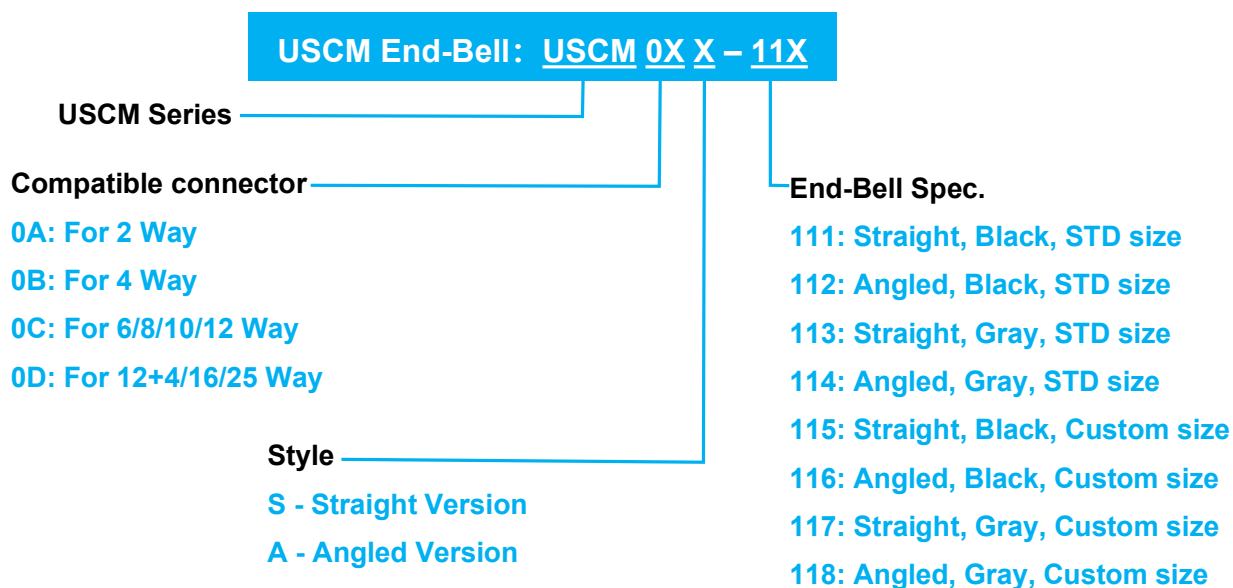 USCM End-Bell: USCM 0X X – 11X
USCM Series
Compatible connector
0A: For 2 Way
0B: For 4 Way
0C: For 6/8/10/12 Way
0D: For 12+4/16/25 Way
Style
S - Straight Version
A - Angled Version
End-Bell Spec.
111: Straight, Black, STD size
112: Angled, Black, STD size
113: Straight, Gray, STD size
114: Angled, Gray, STD size
115: Straight, Black, Custom size
116: Angled, Black, Custom size
117: Straight, Gray, Custom size
118: Angled, Gray, Custom size